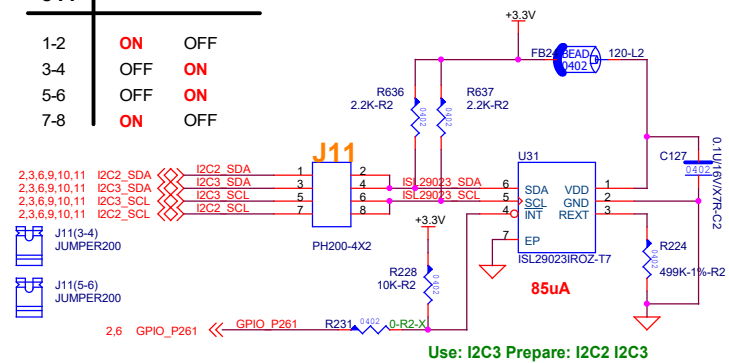 1-2 ON OFF
3-4 OFF ON
5-6 OFF ON
7-8 ON OFF
+3.3V
FB24 BEAD 0402 120-L2
R636 2.2K-R2 0402
R637 2.2K-R2 0402
J11
2,3,6,9,10,11 I2C2_SDA I2C2_SDA 1 2
2,3,6,9,10,11 I2C3_SDA I2C3_SDA 3 4 ISL29023_SDA
2,3,6,9,10,11 I2C3_SCL I2C3_SCL 5 6 ISL29023_SCL
2,3,6,9,10,11 I2C2_SCL I2C2_SCL 7 8
PH200-4X2
U31
6 SDA VDD 1
5 SCL GND 2
4 INT REXT 3
7 EP
ISL29023IROZ-T7
85uA
C127 0402 0.1U/16V/X7R-C2
R224 0402
499K-1%-R2
J11(3-4)
JUMPER200
J11(5-6)
JUMPER200
+3.3V
R228 0402
10K-R2
2,6 GPIO_P261 GPIO_P261 R231 0402 0-R2-X
Use: I2C3 Prepare: I2C2 I2C3